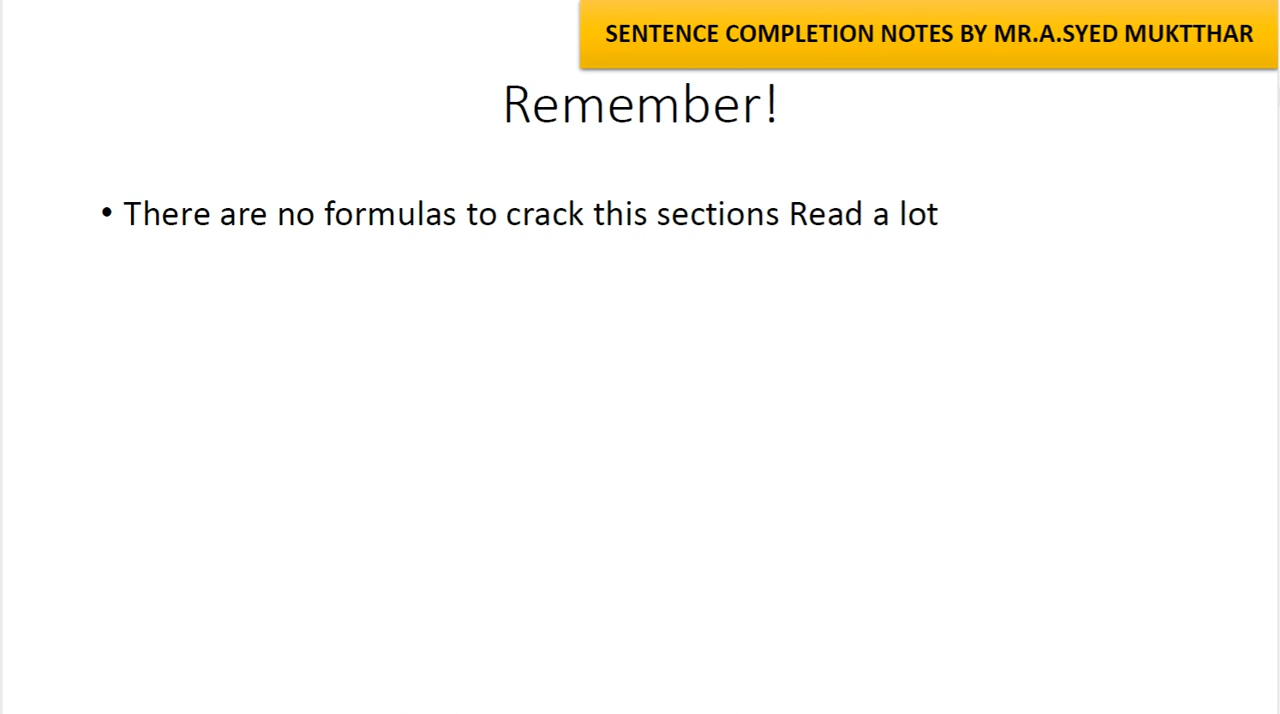 SENTENCE COMPLETION NOTES BY MR.A.SYED MUKTTHAR
Remember!
• There are no formulas to crack this sections Read a lot